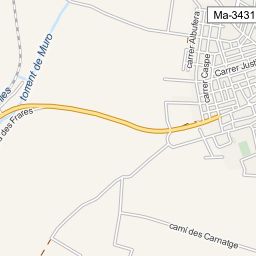 Ma-3431
carrer Albufera
carrer Caspe
Carrer Just
torrent de Muro
des Frares
camí des Carnatge